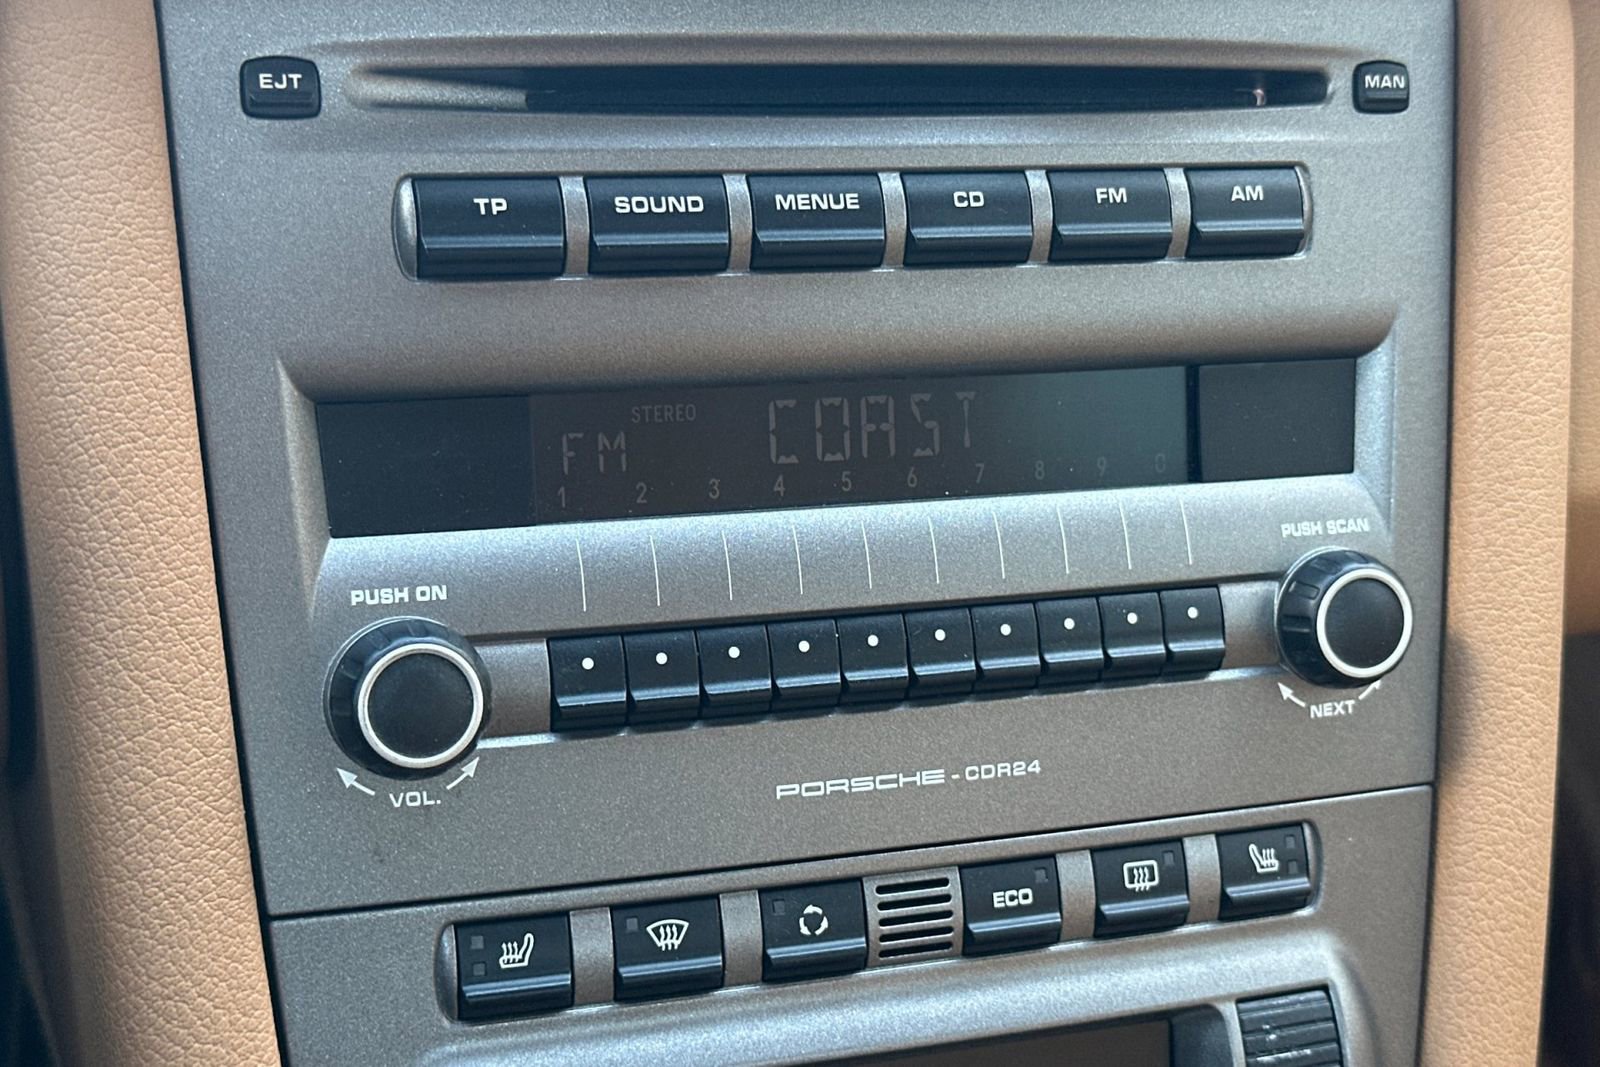 EJT
MAN
TP SOUND MENUE CD FM AM
STEREO
FM COAST
1 2 3 4 5 6 7 8 9 0
PUSH SCAN
PUSH ON
NEXT
VOL.
PORSCHE - CDR24
ECO